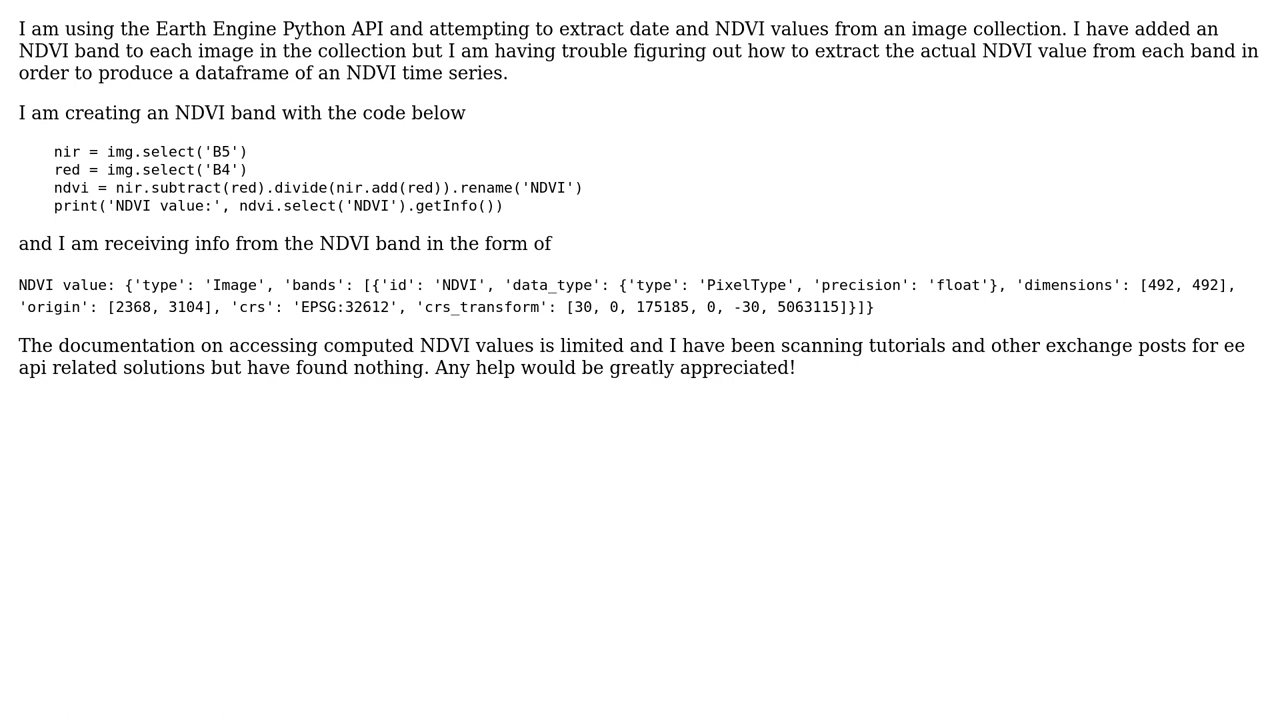 I am using the Earth Engine Python API and attempting to extract date and NDVI values from an image collection. I have added an
NDVI band to each image in the collection but I am having trouble figuring out how to extract the actual NDVI value from each band in
order to produce a dataframe of an NDVI time series.
I am creating an NDVI band with the code below
nir = img.select('B5')
red = img.select('B4')
ndvi = nir.subtract(red).divide(nir.add(red)).rename('NDVI')
print('NDVI value:', ndvi.select('NDVI').getInfo())
and I am receiving info from the NDVI band in the form of
NDVI value: {'type': 'Image', 'bands': [{'id': 'NDVI', 'data_type': {'type': 'PixelType', 'precision': 'float'}, 'dimensions': [492, 492],
'origin': [2368, 3104], 'crs': 'EPSG:32612', 'crs_transform': [30, 0, 175185, 0, -30, 5063115]}]}
The documentation on accessing computed NDVI values is limited and I have been scanning tutorials and other exchange posts for ee
api related solutions but have found nothing. Any help would be greatly appreciated!